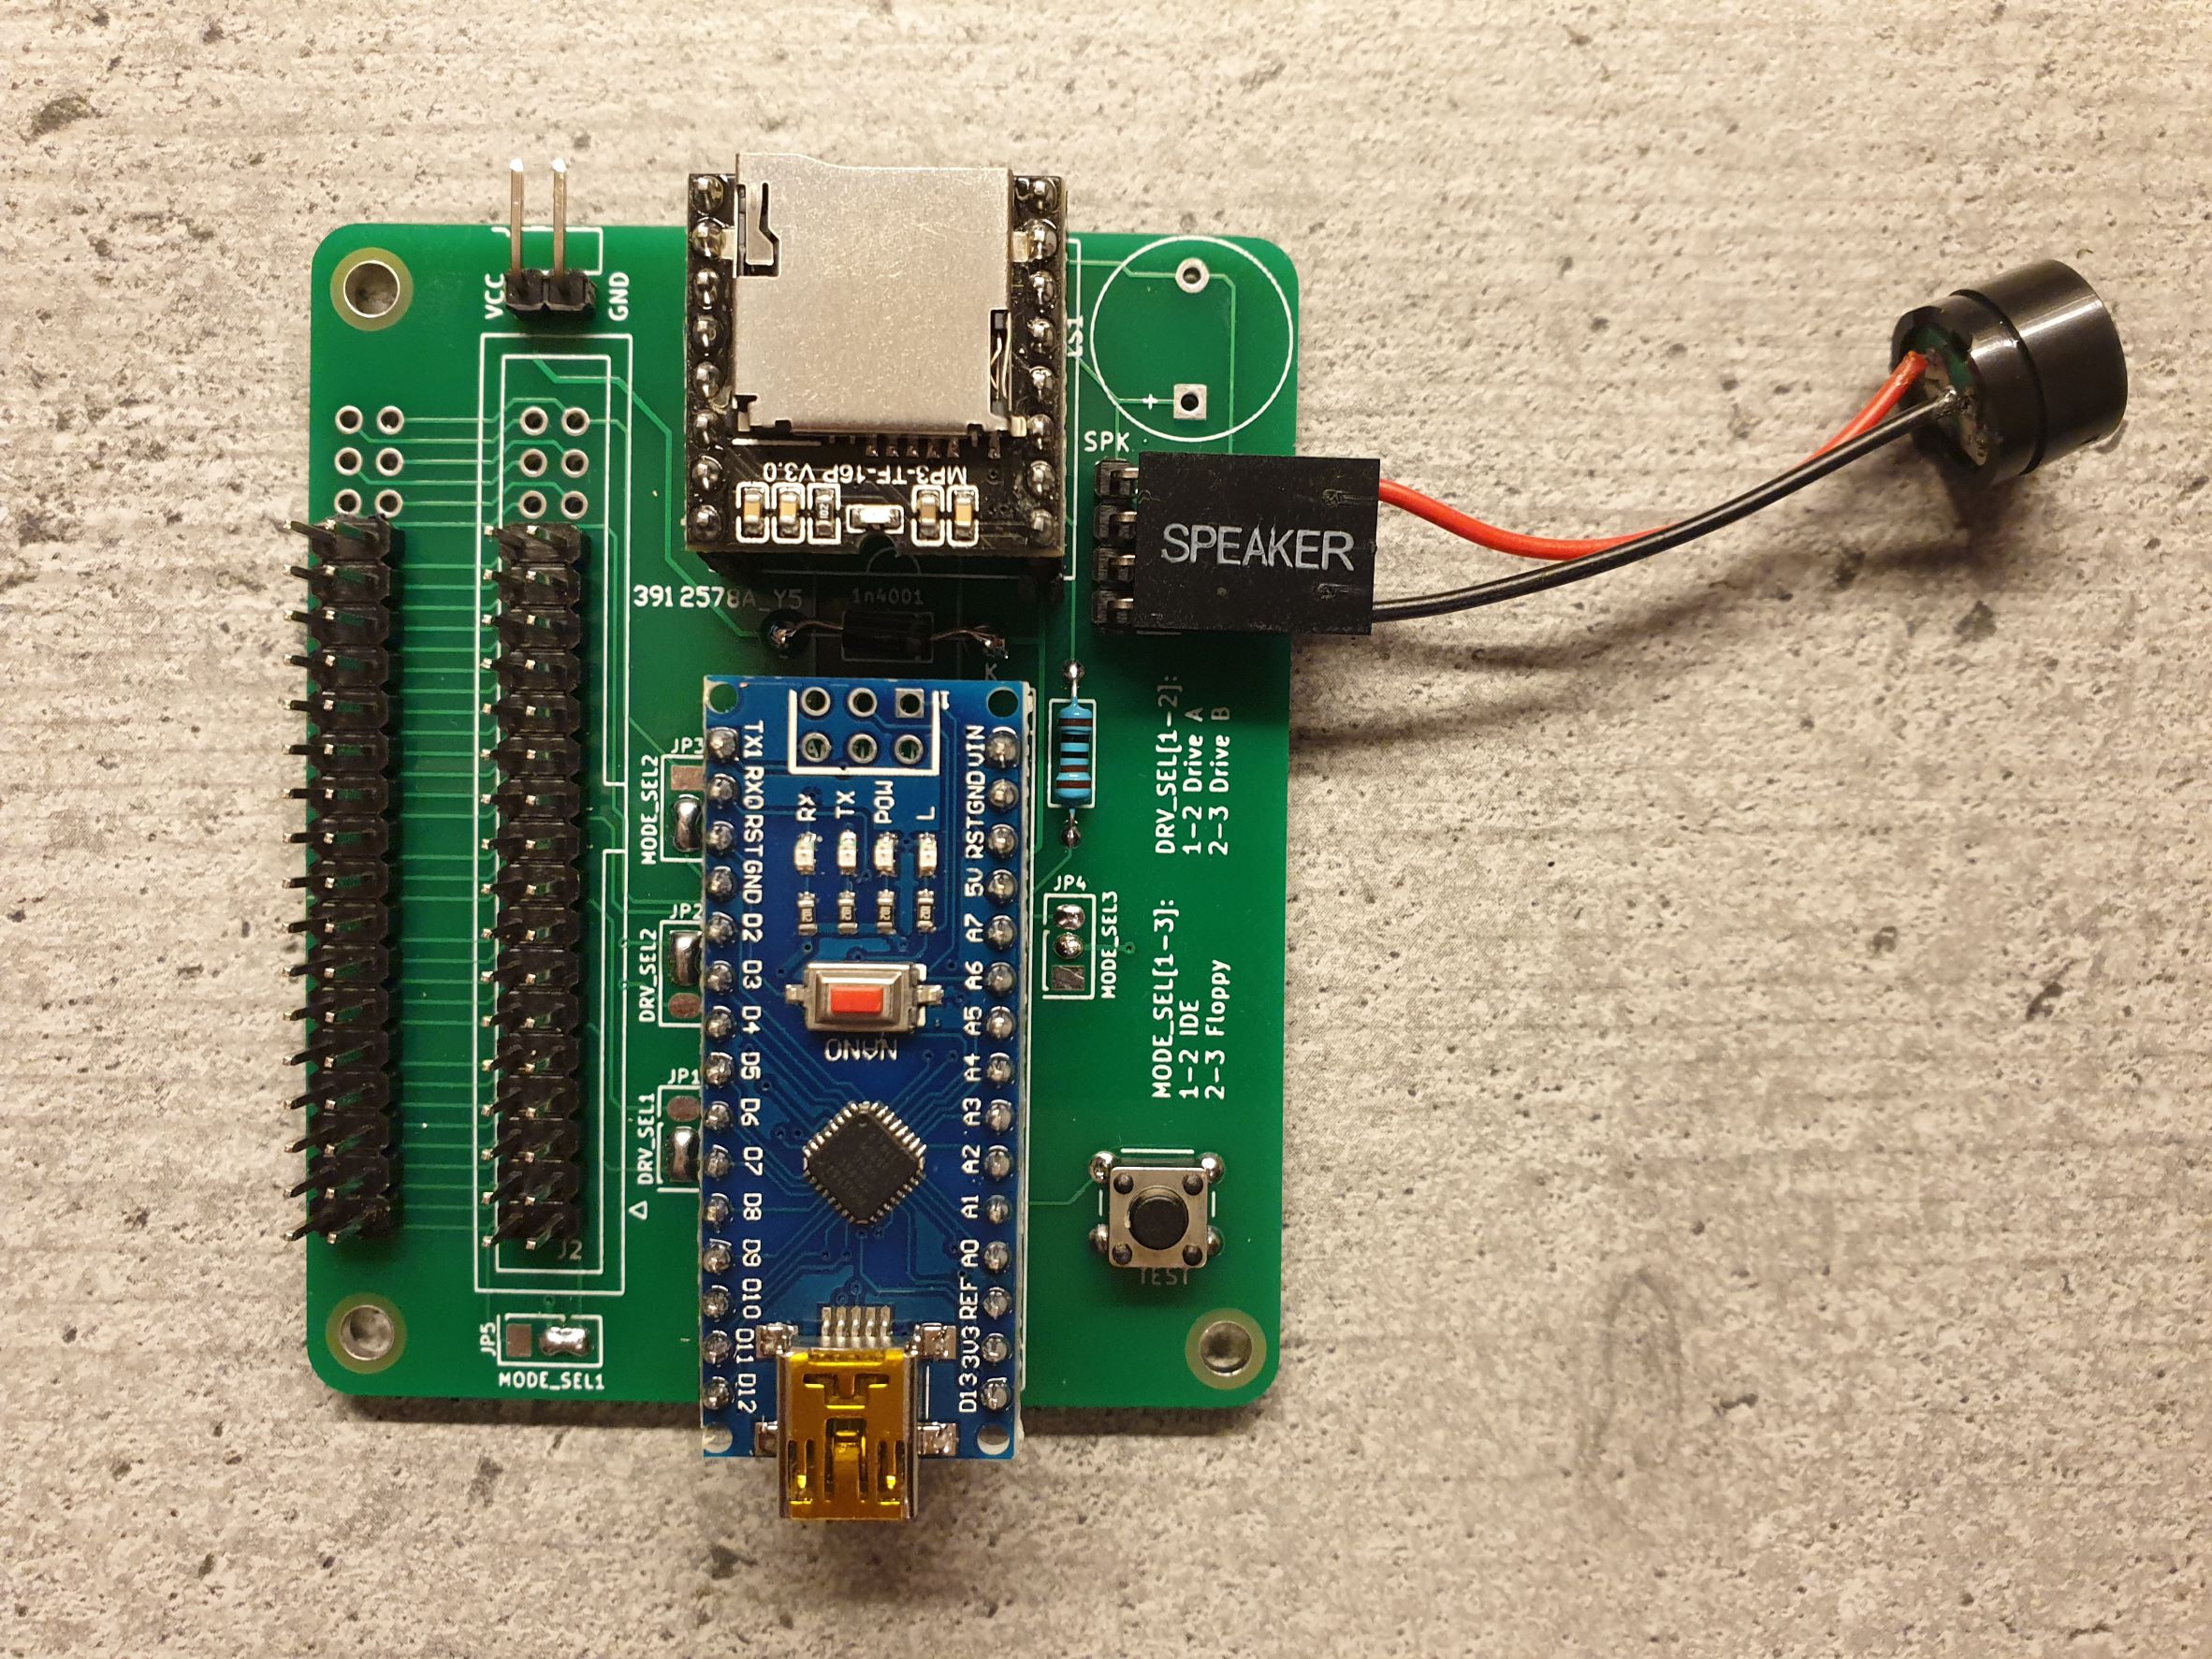 VCC
GND
MP3-TF-16P V3.0
LS1
+
SPK
SPEAKER
3912578A_Y5
1n4001
K
1
TX1 RX0 RST GND D2 D3 D4 D5 D6 D7 D8 D9 D10 D11 D12
RX
TX
POW
L
VIN GND RST 5V A7 A6 A5 A4 A3 A2 A1 A0 REF 3V3 D13
NANO
JP3
MODE_SEL2
JP2
DRV_SEL2
JP1
DRV_SEL1
JP4
MODE_SEL3
DRV_SEL[1-2]:
1-2 Drive A
2-3 Drive B
MODE_SEL[1-3]:
1-2 IDE
2-3 Floppy
TEST
J2
JP5
MODE_SEL1